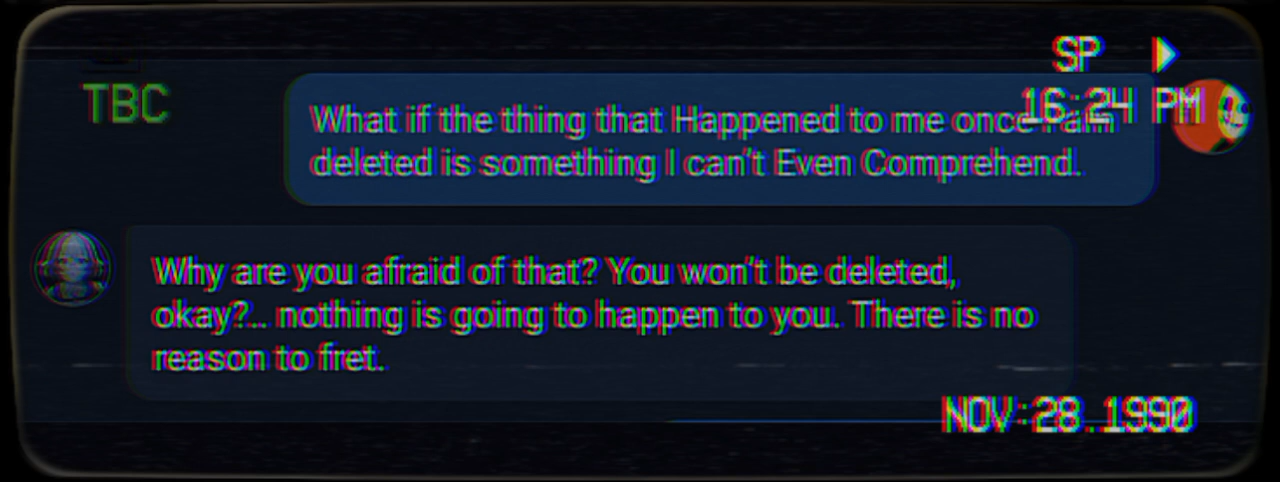 SP
TBC
16:24 PM
What if the thing that Happened to me once I am
deleted is something I can't Even Comprehend.
Why are you afraid of that? You won't be deleted,
okay?... nothing is going to happen to you. There is no
reason to fret.
NOV.28.1990